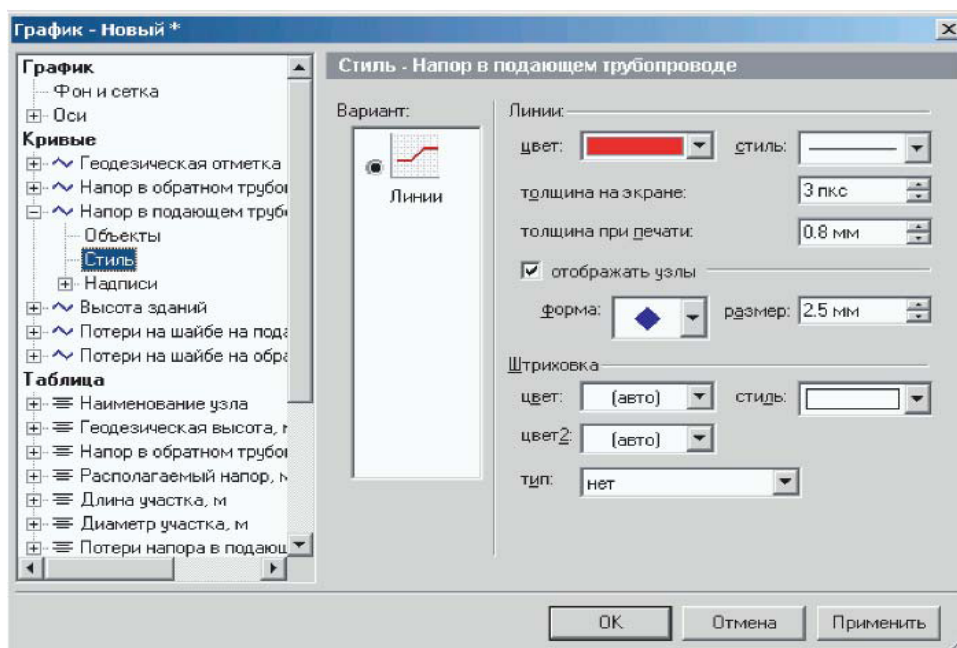 График - Новый *
График
Фон и сетка
Оси
Кривые
Геодезическая отметка
Напор в обратном трубо
Напор в подающем труб
Объекты
Стиль
Надписи
Высота зданий
Потери на шайбе на пода
Потери на шайбе на обра
Таблица
Наименование узла
Геодезическая высота,
Напор в обратном трубо
Располагаемый напор, м
Длина участка, м
Диаметр участка, м
Потери напора в подающ
Стиль - Напор в подающем трубопроводе
Вариант:
Линии
Линии:
цвет:
стиль:
толщина на экране:
3 пкс
толщина при печати:
0.8 мм
отображать узлы
форма:
размер: 2.5 мм
Штриховка
цвет: (авто)
стиль:
цвет2: (авто)
тип: нет
ОК
Отмена
Применить